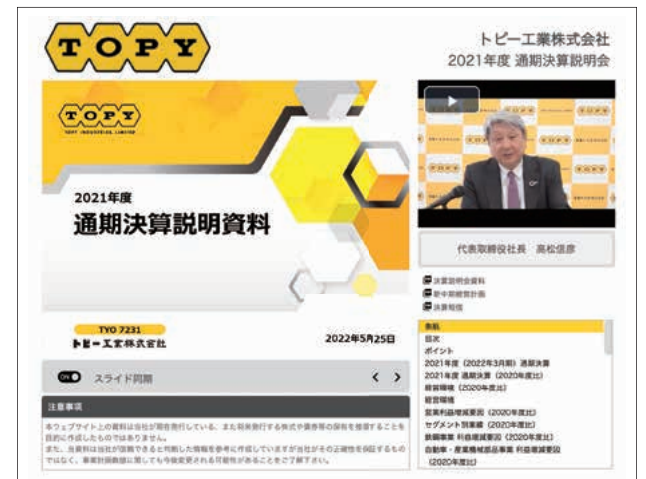 TOPY
トピー工業株式会社
2021年度 通期決算説明会
TOPY
TOPY INDUSTRIES, LIMITED
2021年度
通期決算説明資料
TYO 7231
トピー工業株式会社
2022年5月25日
代表取締役社長 高松信彦
決算説明会資料
新中期経営計画
決算短信
ON
スライド同期
表紙
目次
ポイント
2021年度（2022年3月期）通期決算
2021年度 通期決算（2020年度比）
経営環境（2020年度比）
経営環境
営業利益増減要因（2020年度比）
セグメント別業績（2020年度比）
鉄鋼事業 利益増減要因（2020年度比）
自動車・産業機械部品事業 利益増減要因
（2020年度比）
注意事項
本ウェブサイト上の資料は当社が現在発行している、また将来発行する株式や債券等の保有を推奨することを
目的に作成したものではありません。
また、当資料は当社が信頼できると判断した情報を参考に作成していますが当社がその正確性を保証するもの
ではなく、事業計画数値に関しても今後変更される可能性があることをご了解下さい。